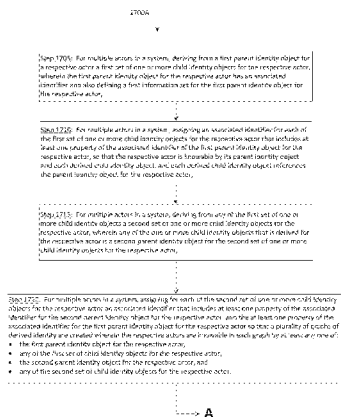 1700A
Step 1705: For multiple actors in a system, deriving from a first parent identity object for
a respective actor a first set of one or more child identity objects for the respective actor,
wherein the first parent identity object for the respective actor has an associated
identifier and also defining a first information set for the first parent identity object for
the respective actor,
Step 1710: For multiple actors in a system, assigning an associated identifier for each of
the first set of one or more child identity objects for the respective actor that includes at
least one property of the associated identifier of the first parent identity object for the
respective actor, so that the respective actor is knowable by its parent identity object
and each derived child identity object, and each derived child identity object references
the parent identity object for the respective actor,
Step 1715: For multiple actors in a system, deriving from any of the first set of one or
more child identity objects a second set of one or more child identity objects for the
respective actor, wherein any of the one or more child identity objects that is derived for
the respective actor is a second parent identity object for the second set of one or more
child identity objects for the respective actor,
For multiple actors in a system, assigning for each of the second set of one or more child identity
objects for the respective actor an associated identifier that includes at least one property of the associated
identifier for the second parent identity object for the respective actor, and the at least one property of the
associated identifier for the first parent identity object for the respective actor so that a plurality of graphs of
derived identity are created wherein the respective actors are knowable in each graph by at least any one of:
• the first parent identity object for the respective actor,
• any of the first set of child identity objects for the respective actor,
• the second parent identity object for the respective actor, and
• any of the second set of child identity objects for the respective actor.
A